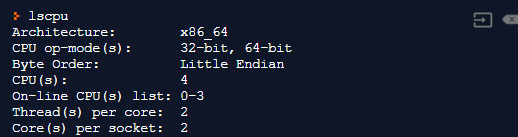 > lscpu
Architecture: x86_64
CPU op-mode(s): 32-bit, 64-bit
Byte Order: Little Endian
CPU(s): 4
On-line CPU(s) list: 0-3
Thread(s) per core: 2
Core(s) per socket: 2